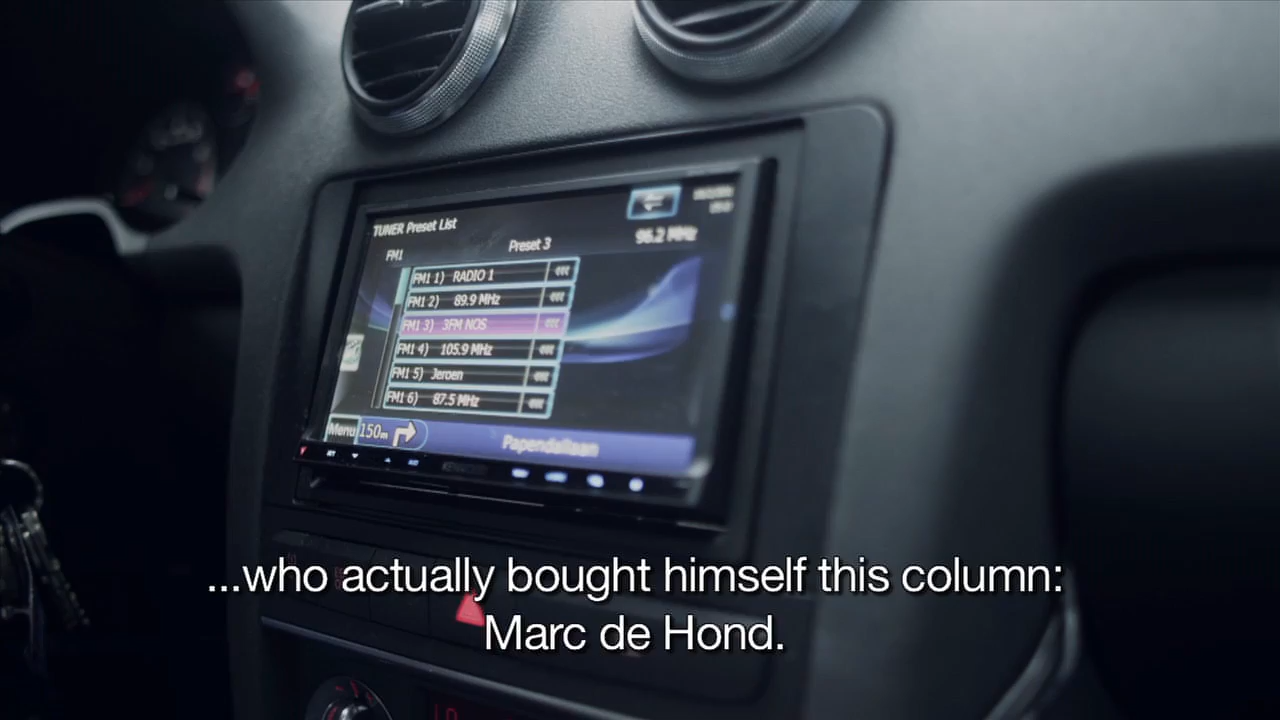 TUNER Preset List
FM1
Preset 3
96.2 MHz
FM1 1) RADIO 1
FM1 2) 89.9 MHz
FM1 3) 3FM NOS
FM1 4) 105.9 MHz
FM1 5) Jeroen
FM1 6) 87.5 MHz
Menu
150m
Papendallaan
KENWOOD
...who actually bought himself this column:
Marc de Hond.